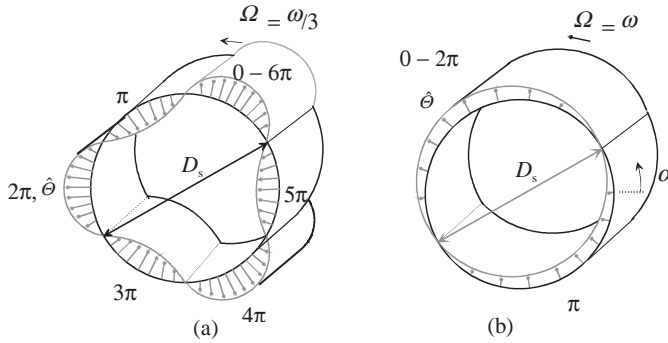 Ω = ω/3
0 – 6π
π
D_s
2π, Θ̂
5π
3π
4π
(a)
Ω = ω
0 – 2π
Θ̂
D_s
α
π
(b)